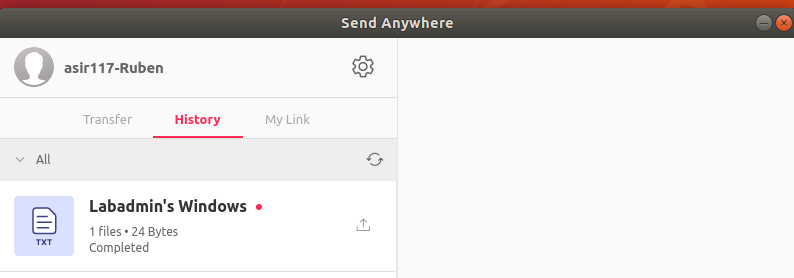 Send Anywhere
asir117-Ruben
Transfer History My Link
All
Labadmin's Windows
1 files • 24 Bytes
Completed
TXT